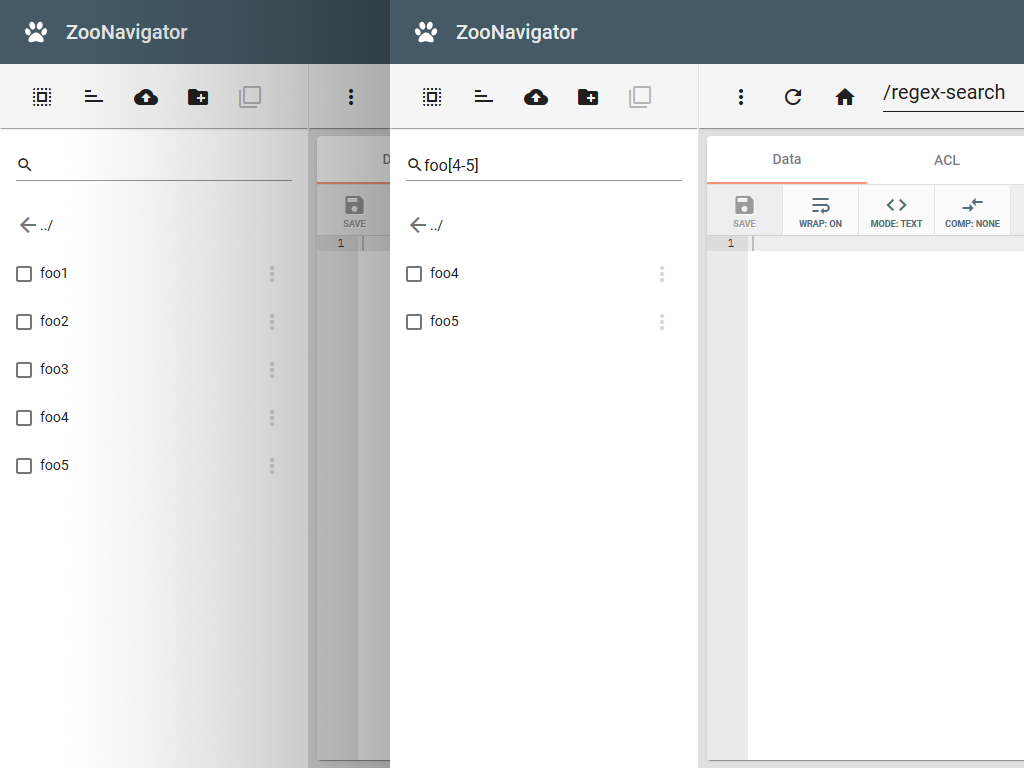 ZooNavigator
../
foo1
foo2
foo3
foo4
foo5
D
SAVE
1
ZooNavigator
/regex-search
foo[4-5]
../
foo4
foo5
Data
ACL
SAVE
WRAP: ON
MODE: TEXT
COMP: NONE
1